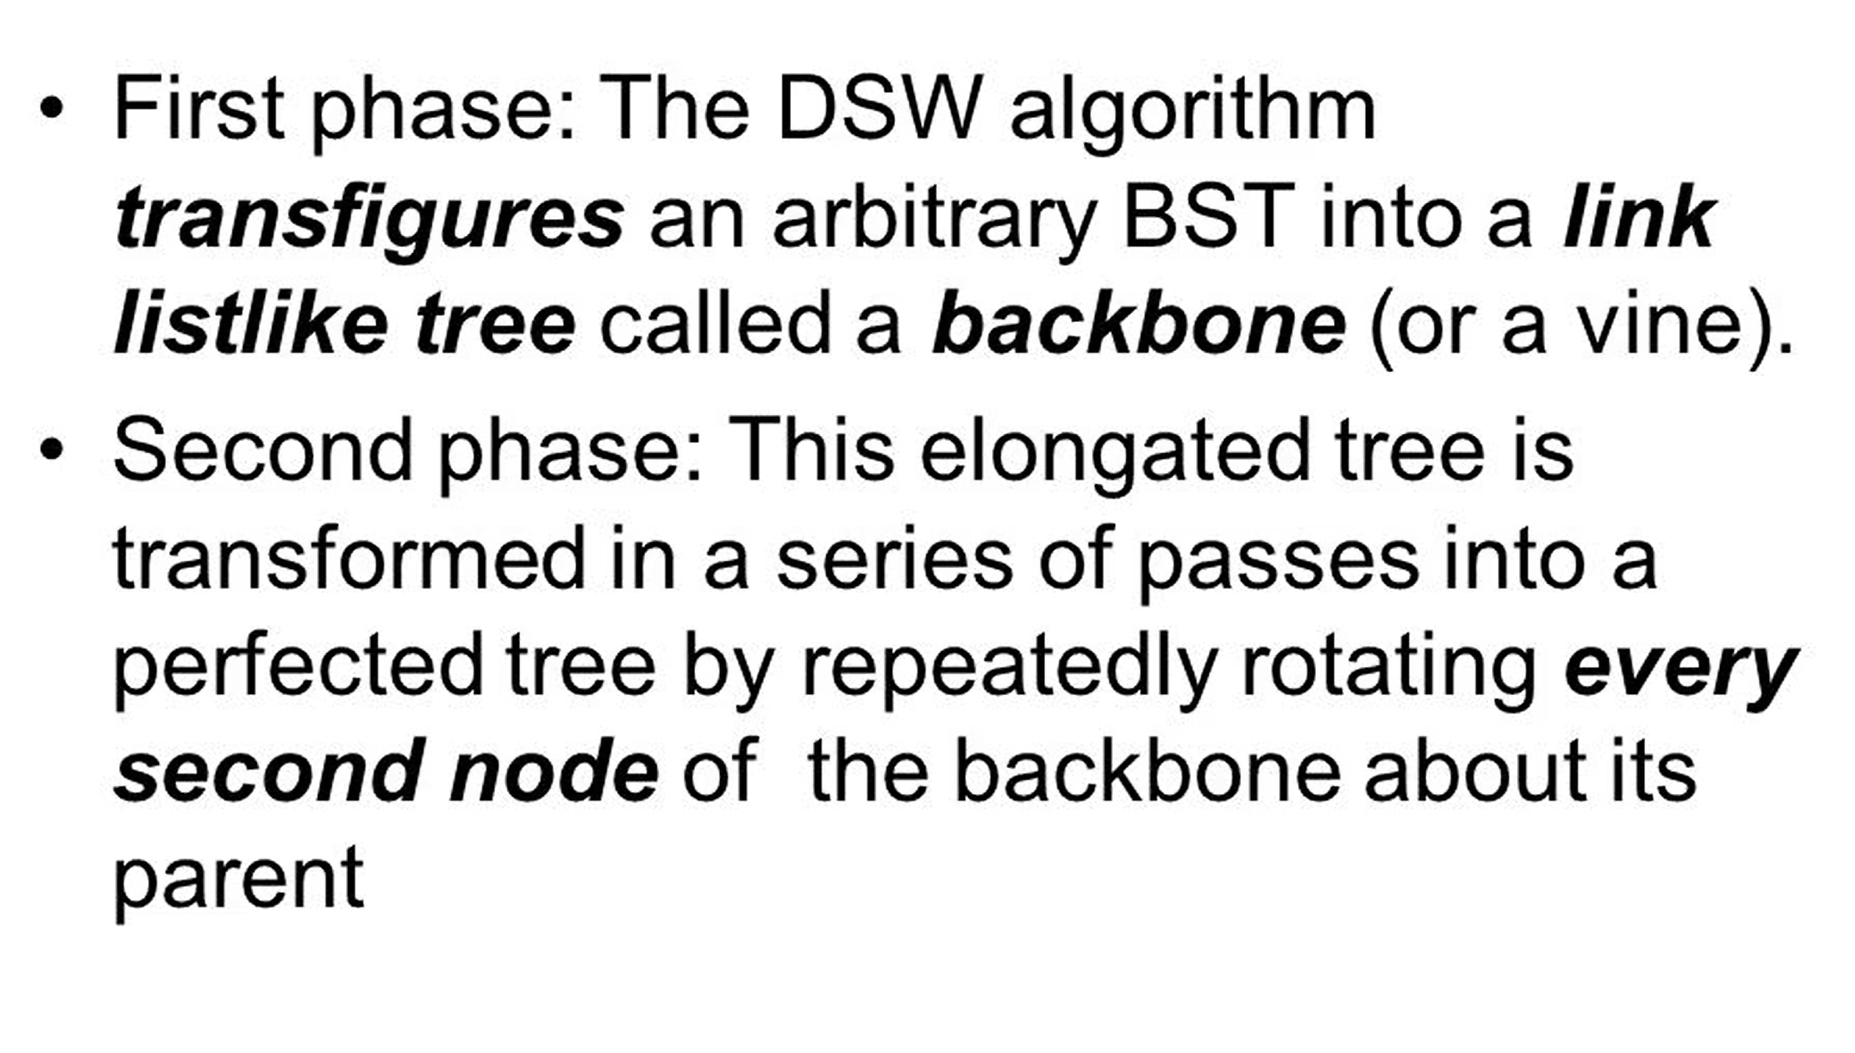 • First phase: The DSW algorithm
transfigures an arbitrary BST into a link
listlike tree called a backbone (or a vine).
• Second phase: This elongated tree is
transformed in a series of passes into a
perfected tree by repeatedly rotating every
second node of  the backbone about its
parent